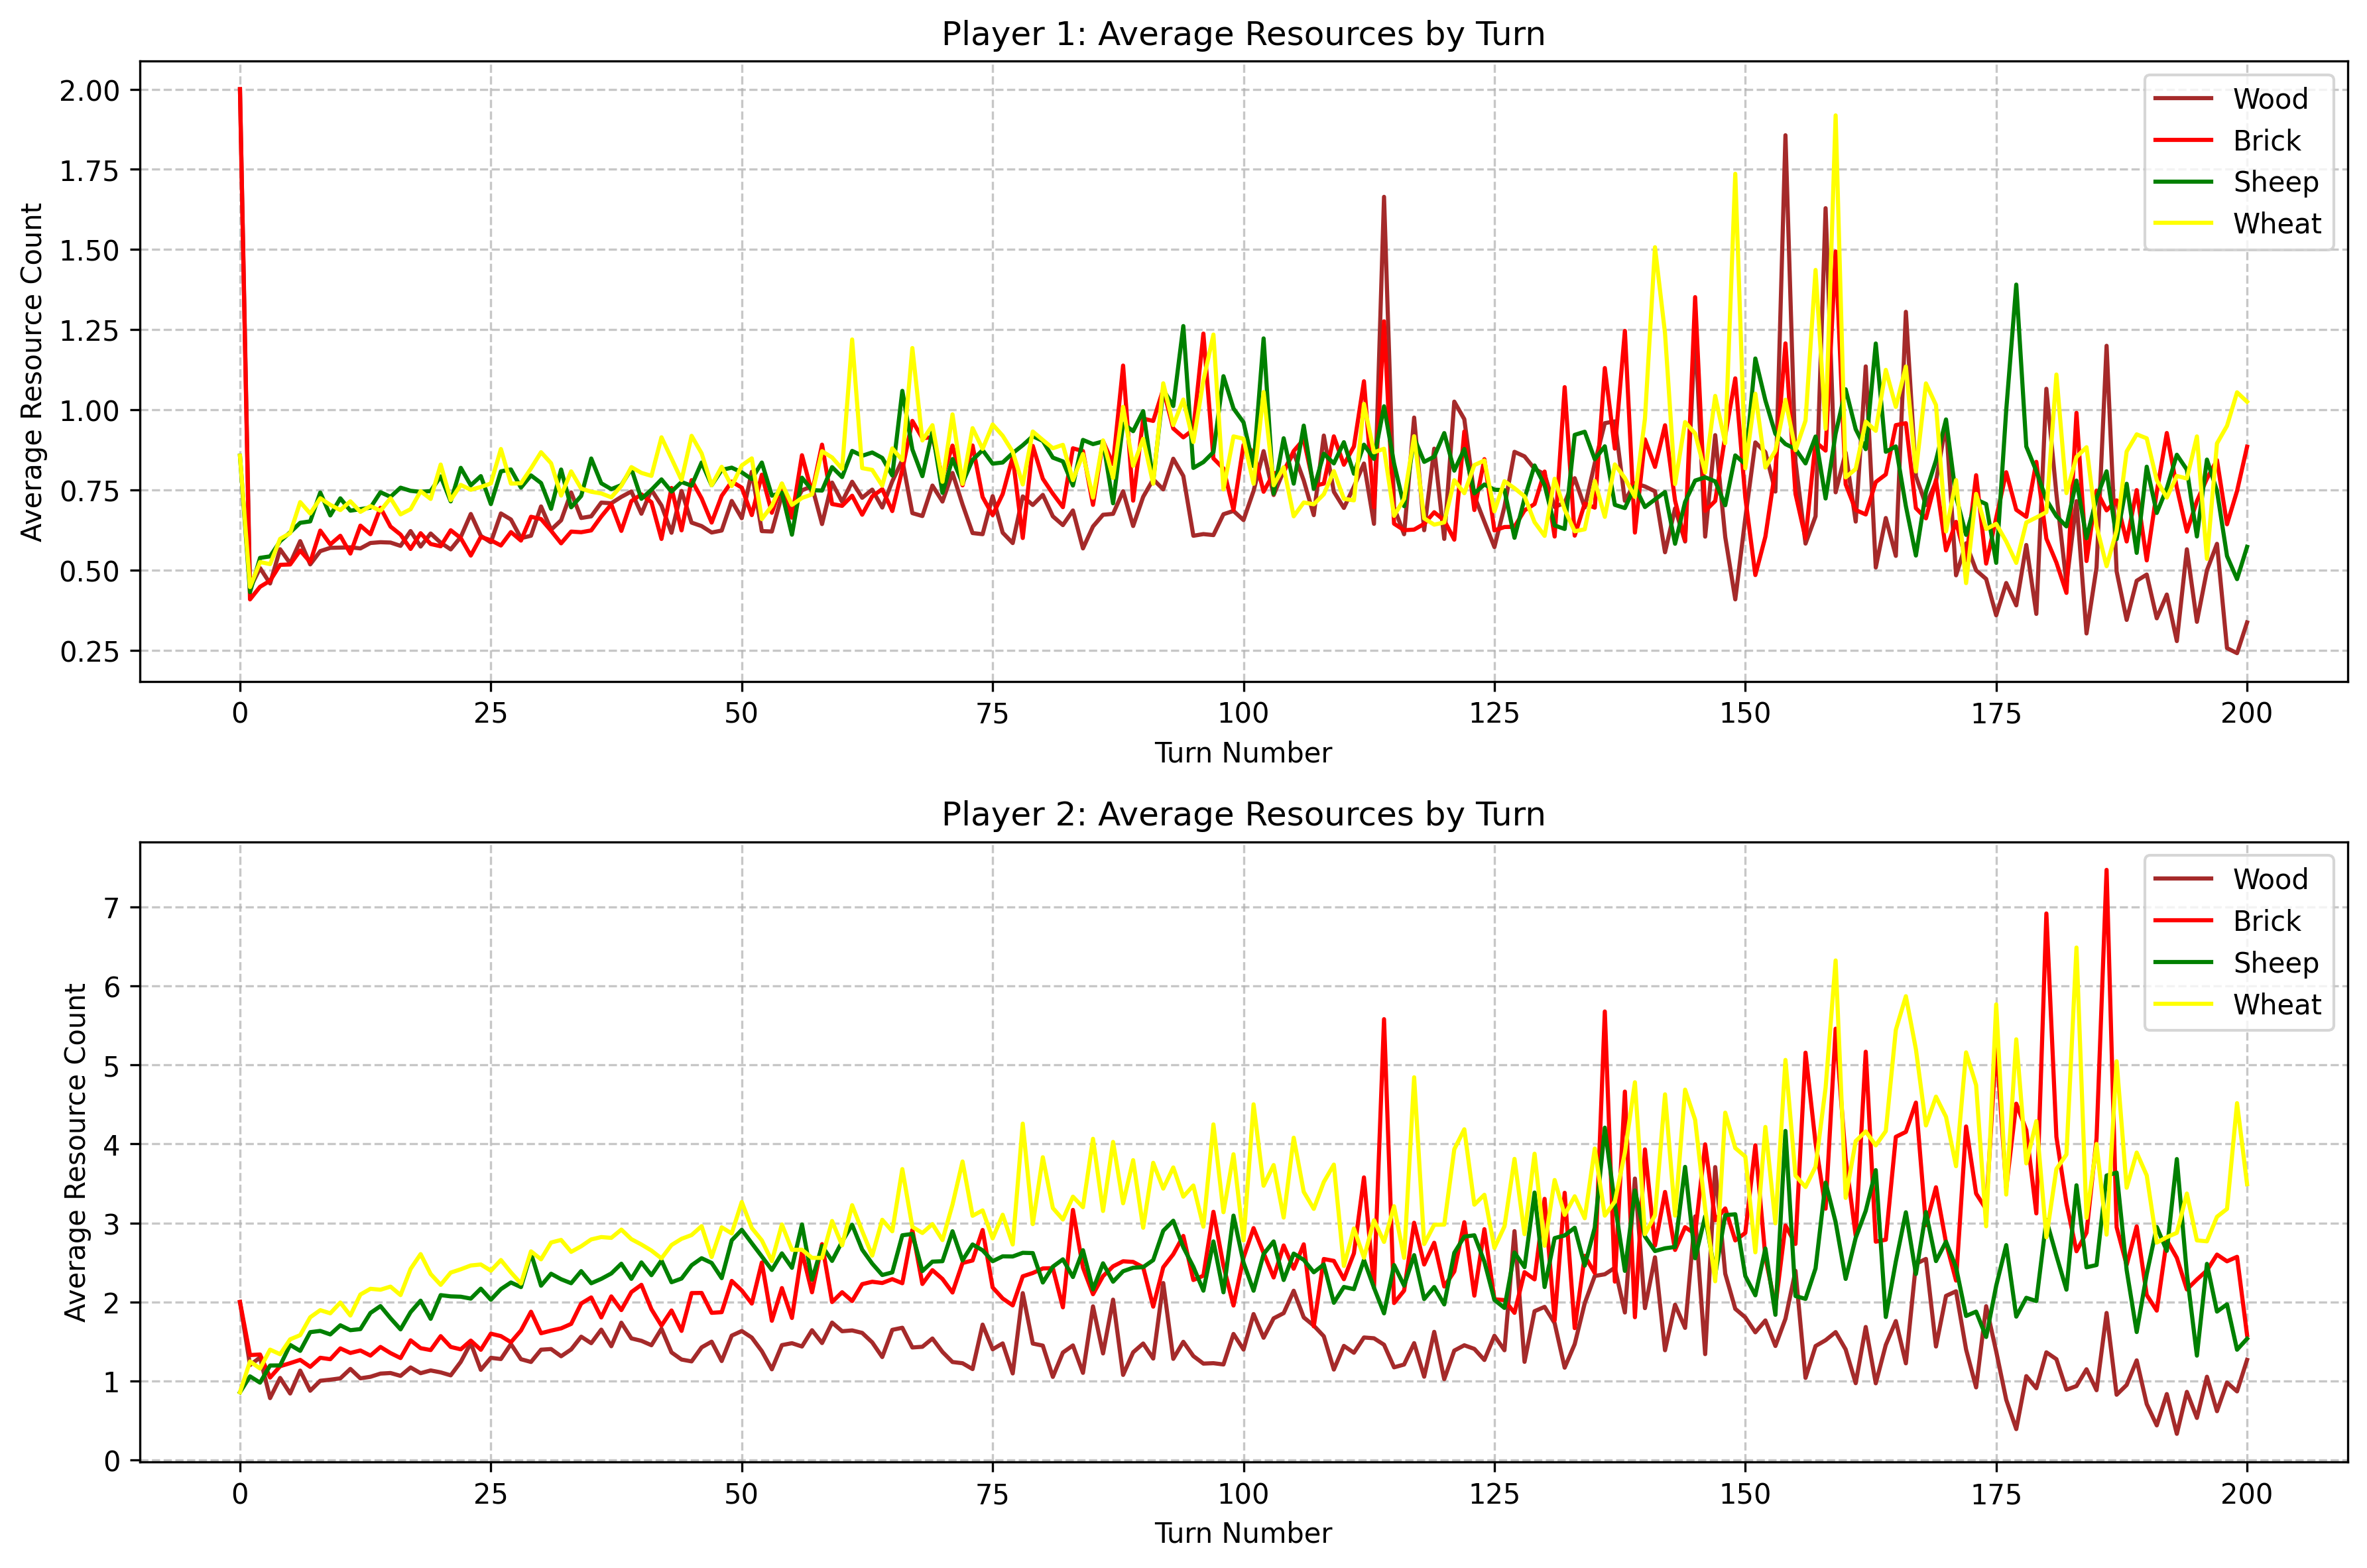 Player 1: Average Resources by Turn
Average Resource Count
2.00
1.75
1.50
1.25
1.00
0.75
0.50
0.25
Wood
Brick
Sheep
Wheat
0 25 50 75 100 125 150 175 200
Turn Number
Player 2: Average Resources by Turn
Average Resource Count
7
6
5
4
3
2
1
0
Wood
Brick
Sheep
Wheat
0 25 50 75 100 125 150 175 200
Turn Number